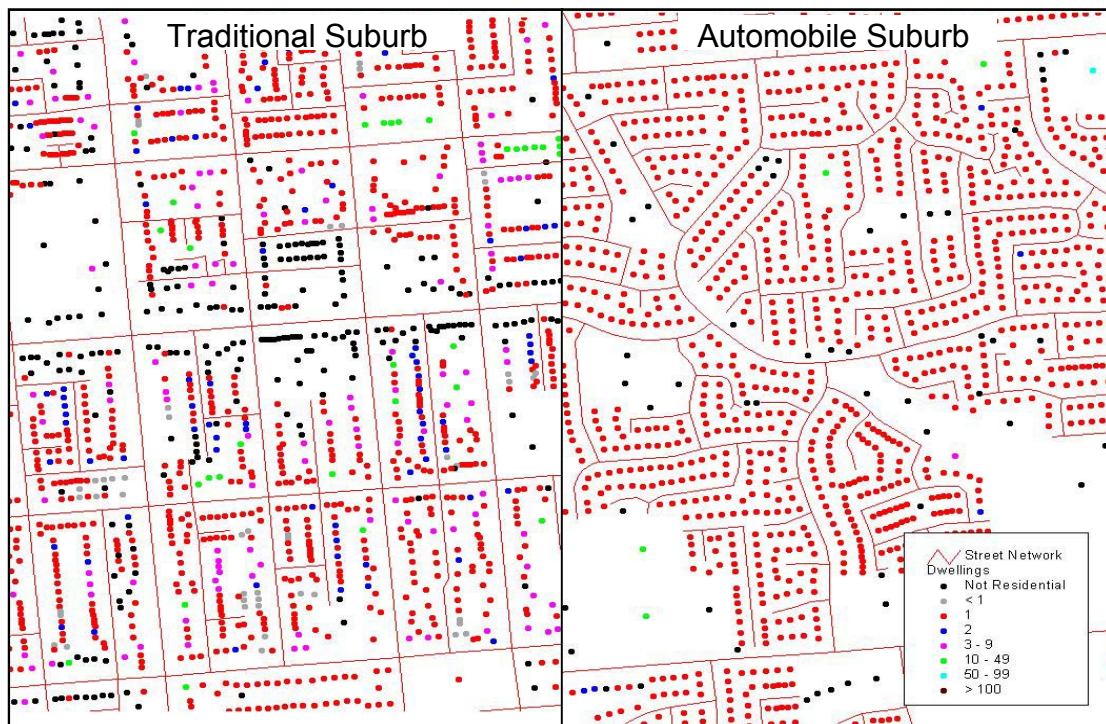 Traditional Suburb
Automobile Suburb
Street Network
Dwellings
Not Residential
< 1
1
2
3 - 9
10 - 49
50 - 99
> 100